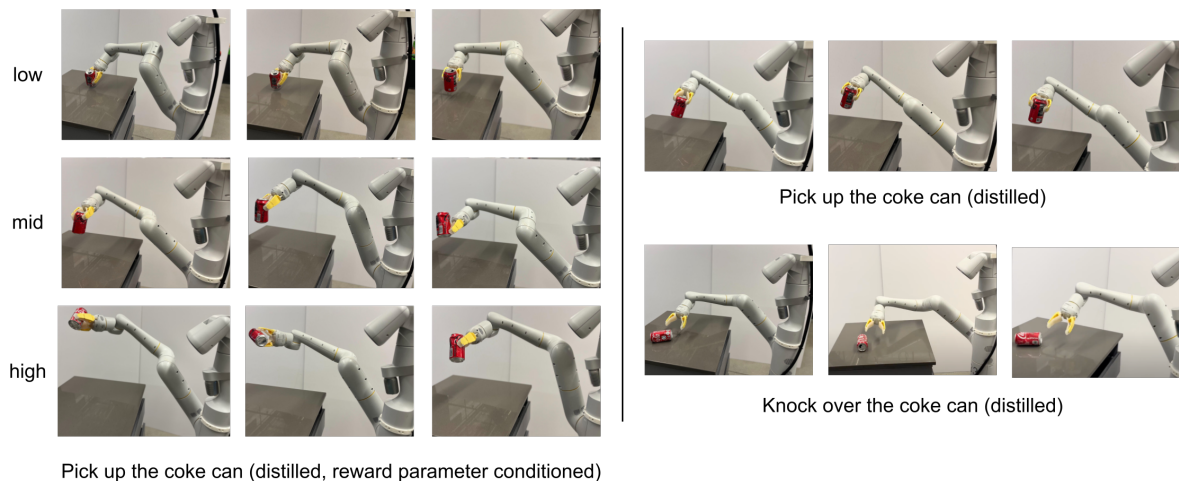 low
mid
high
Pick up the coke can (distilled, reward parameter conditioned)
Pick up the coke can (distilled)
Knock over the coke can (distilled)